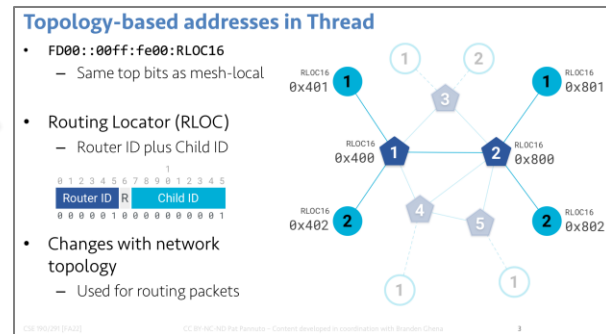 Topology-based addresses in Thread
• FD00::00ff:fe00:RLOC16
– Same top bits as mesh-local
• Routing Locator (RLOC)
– Router ID plus Child ID
1
0 1 2 3 4 5 6 7 8 9 0 1 2 3 4 5
Router ID R Child ID
0 0 0 0 0 1 0 0 0 0 0 0 0 0 0 1
• Changes with network
topology
– Used for routing packets
1 2
RLOC16
0x401
1
3
1
RLOC16
0x801
RLOC16
0x400
1
2
RLOC16
0x800
RLOC16
0x402
2
4
5
2
RLOC16
0x802
1
1
CSE 190/291 [FA22]
CC BY-NC-ND Pat Pannuto – Content developed in coordination with Branden Ghena
3